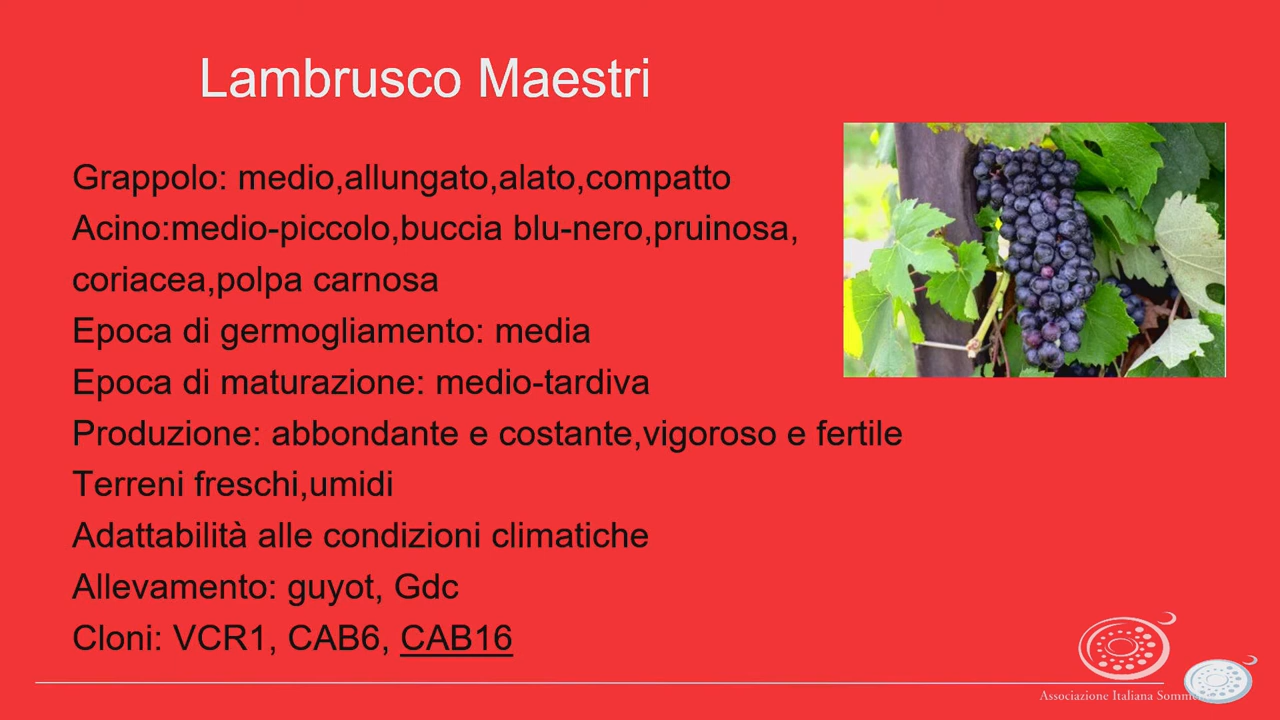 Lambrusco Maestri
Grappolo: medio,allungato,alato,compatto
Acino:medio-piccolo,buccia blu-nero,pruinosa,
coriacea,polpa carnosa
Epoca di germogliamento: media
Epoca di maturazione: medio-tardiva
Produzione: abbondante e costante,vigoroso e fertile
Terreni freschi,umidi
Adattabilità alle condizioni climatiche
Allevamento: guyot, Gdc
Cloni: VCR1, CAB6, CAB16
Associazione Italiana